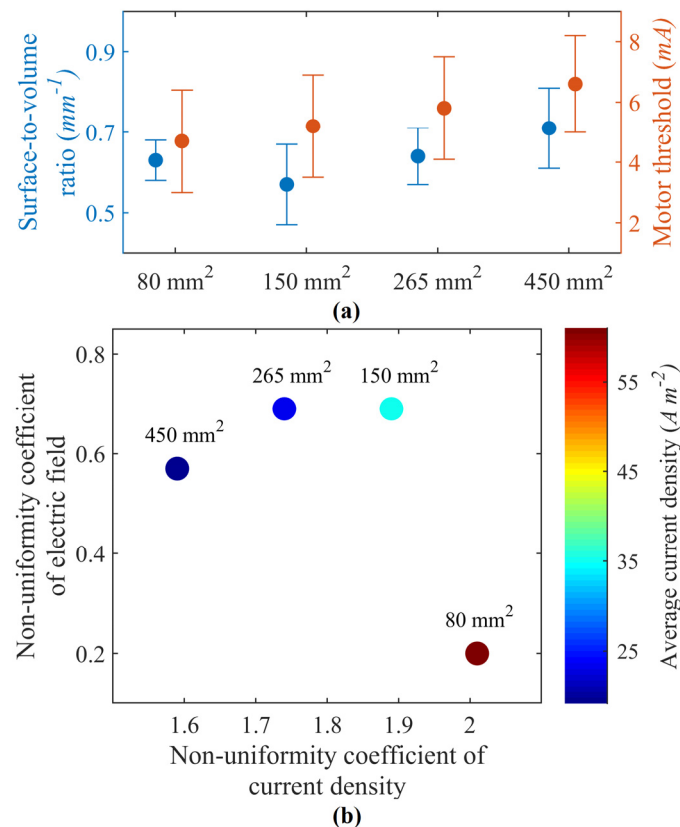 Surface-to-volume
ratio (mm⁻¹)
0.9
0.7
0.5
8
6
4
2
Motor threshold (mA)
80 mm²
150 mm²
265 mm²
450 mm²
(a)
Non-uniformity coefficient
of electric field
0.8
0.6
0.4
0.2
265 mm²
150 mm²
450 mm²
80 mm²
1.6
1.7
1.8
1.9
2
Non-uniformity coefficient of
current density
55
45
35
25
Average current density (A m⁻²)
(b)